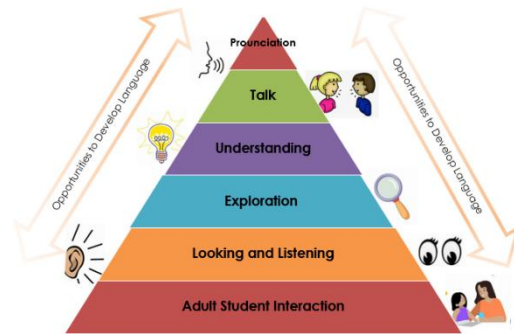 Prounciation
Talk
Understanding
Exploration
Looking and Listening
Adult Student Interaction
Opportunities to Develop Language
Opportunities to Develop Language